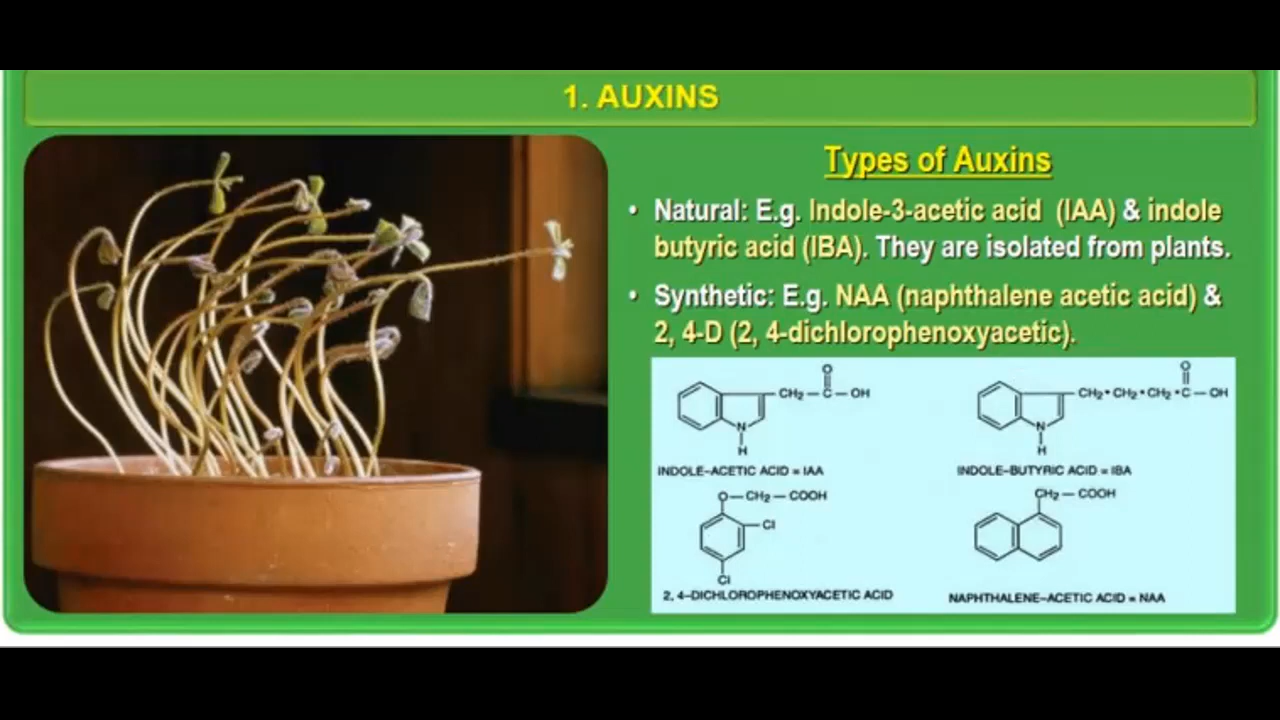 1. AUXINS
Types of Auxins
• Natural: E.g. Indole-3-acetic acid (IAA) & indole
butyric acid (IBA). They are isolated from plants.
• Synthetic: E.g. NAA (naphthalene acetic acid) &
2, 4-D (2, 4-dichlorophenoxyacetic).
O
CH₂ — C — OH
N
H
INDOLE–ACETIC ACID = IAA
O
CH₂•CH₂•CH₂•C — OH
N
H
INDOLE–BUTYRIC ACID = IBA
O — CH₂ — COOH
Cl
Cl
2, 4–DICHLOROPHENOXYACETIC ACID
CH₂ — COOH
NAPHTHALENE–ACETIC ACID = NAA